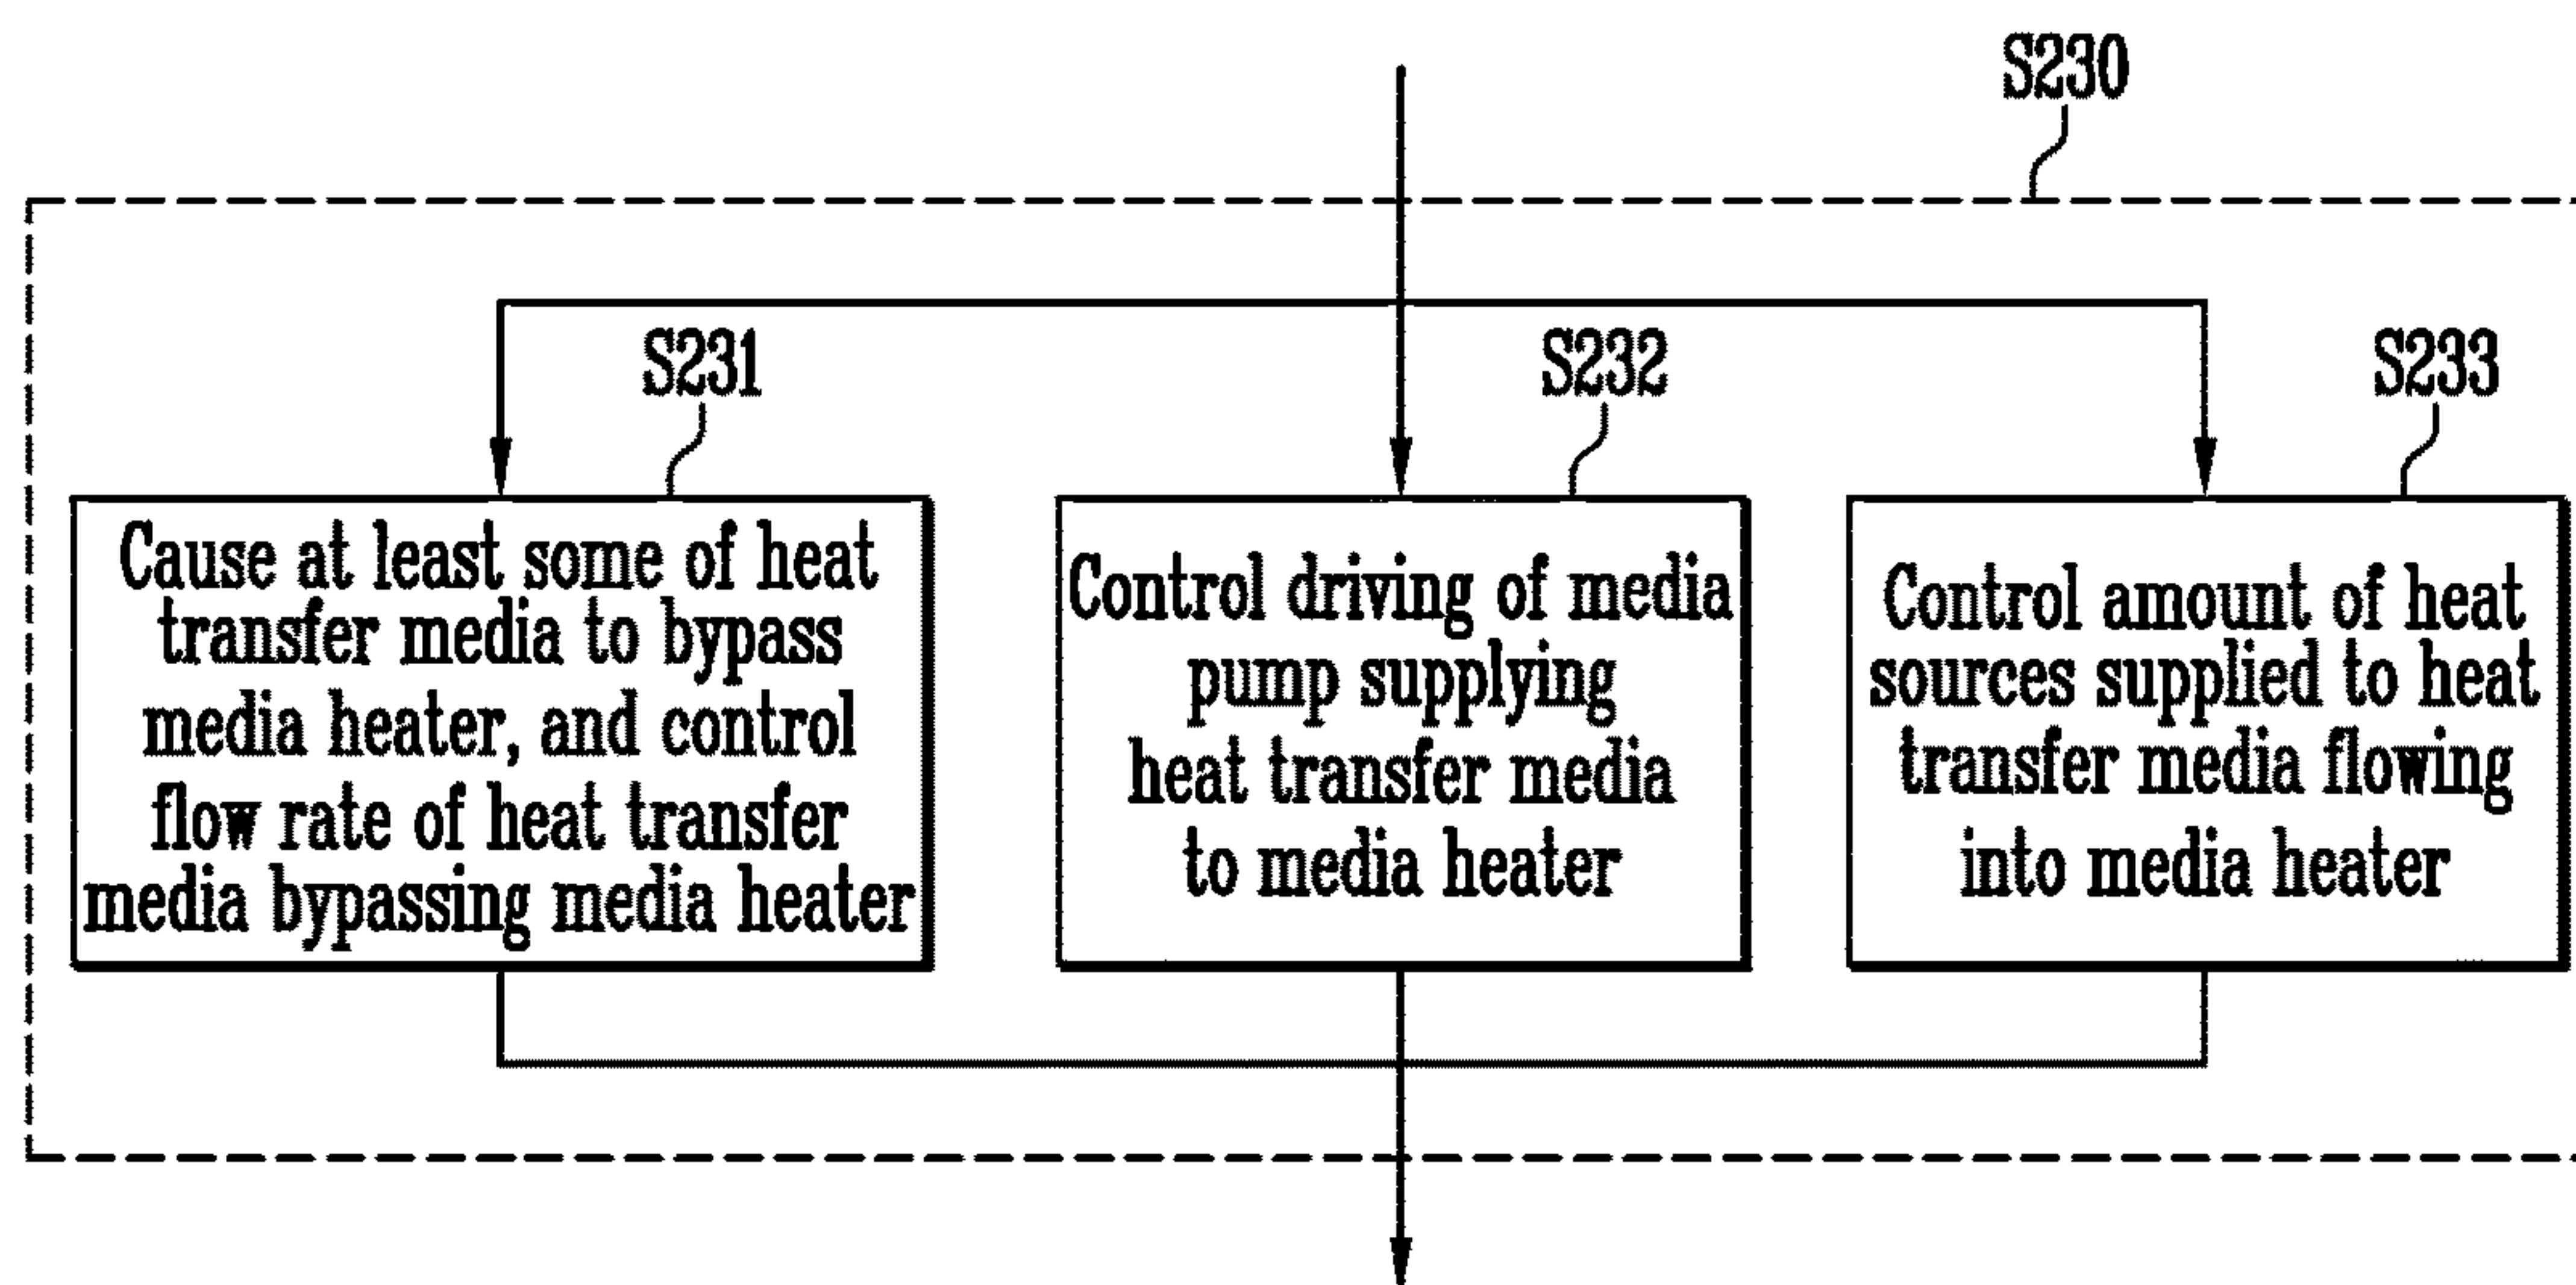 S230
S231
Cause at least some of heat
transfer media to bypass
media heater, and control
flow rate of heat transfer
media bypassing media heater
S232
Control driving of media
pump supplying
heat transfer media
to media heater
S233
Control amount of heat
sources supplied to heat
transfer media flowing
into media heater